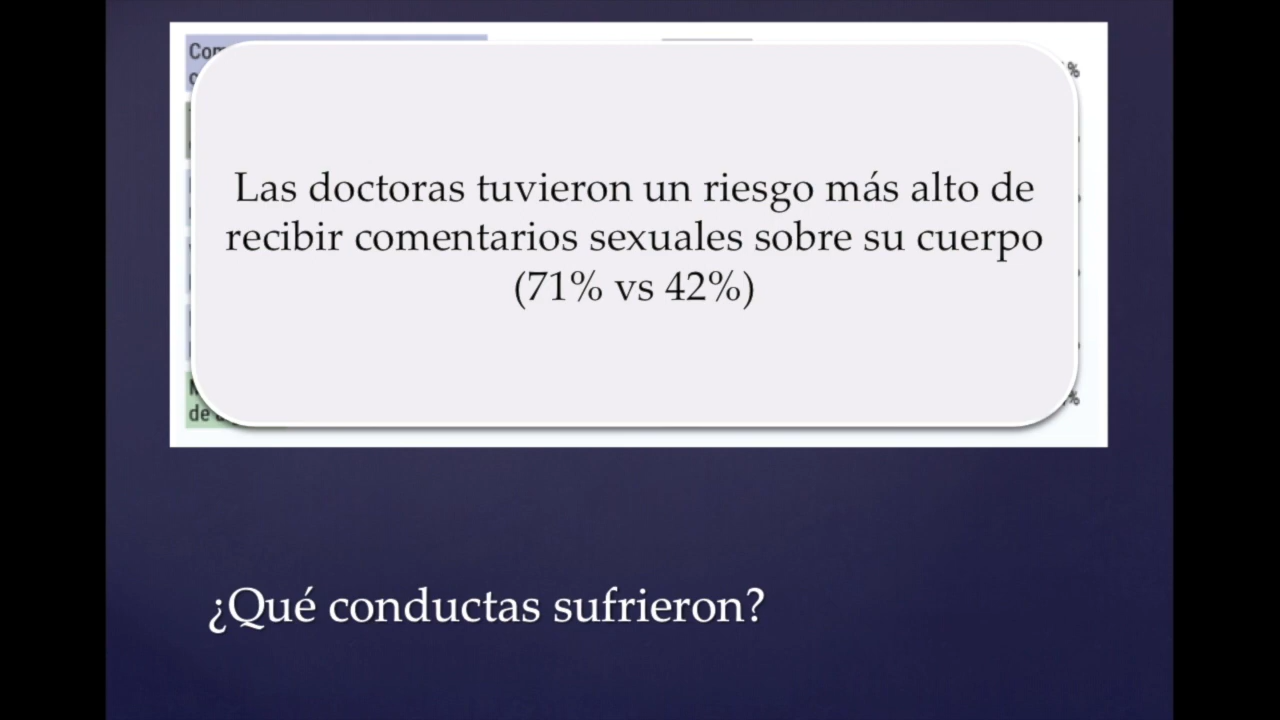 Las doctoras tuvieron un riesgo más alto de
recibir comentarios sexuales sobre su cuerpo
(71% vs 42%)
de
¿Qué conductas sufrieron?